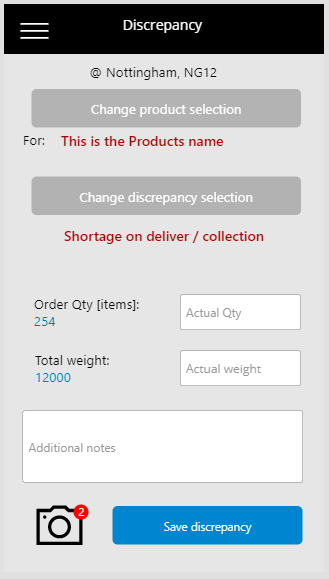 Discrepancy
@ Nottingham, NG12
Change product selection
For: This is the Products name
Change discrepancy selection
Shortage on deliver / collection
Order Qty [items]:
254
Actual Qty
Total weight:
12000
Actual weight
Additional notes
2
Save discrepancy